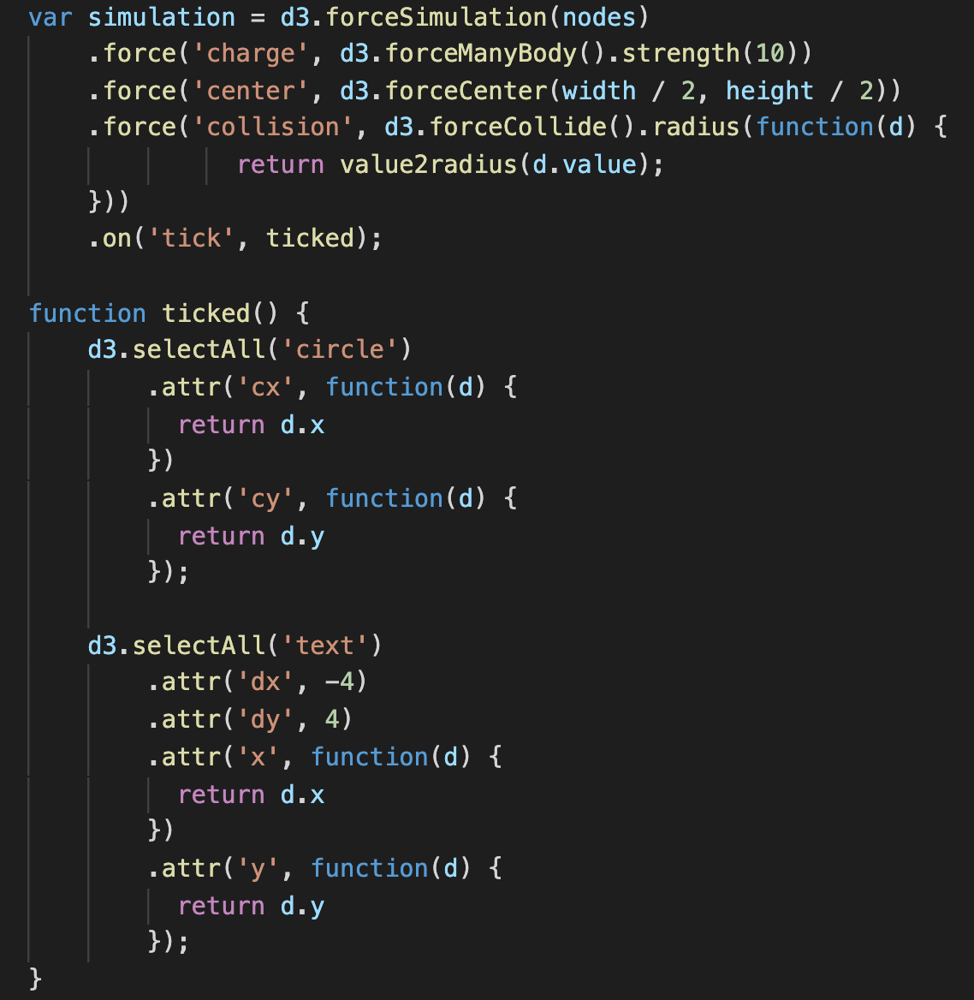 var simulation = d3.forceSimulation(nodes)
    .force('charge', d3.forceManyBody().strength(10))
    .force('center', d3.forceCenter(width / 2, height / 2))
    .force('collision', d3.forceCollide().radius(function(d) {
              return value2radius(d.value);
    }))
    .on('tick', ticked);

function ticked() {
    d3.selectAll('circle')
        .attr('cx', function(d) {
          return d.x
        })
        .attr('cy', function(d) {
          return d.y
        });

    d3.selectAll('text')
        .attr('dx', -4)
        .attr('dy', 4)
        .attr('x', function(d) {
          return d.x
        })
        .attr('y', function(d) {
          return d.y
        });
}